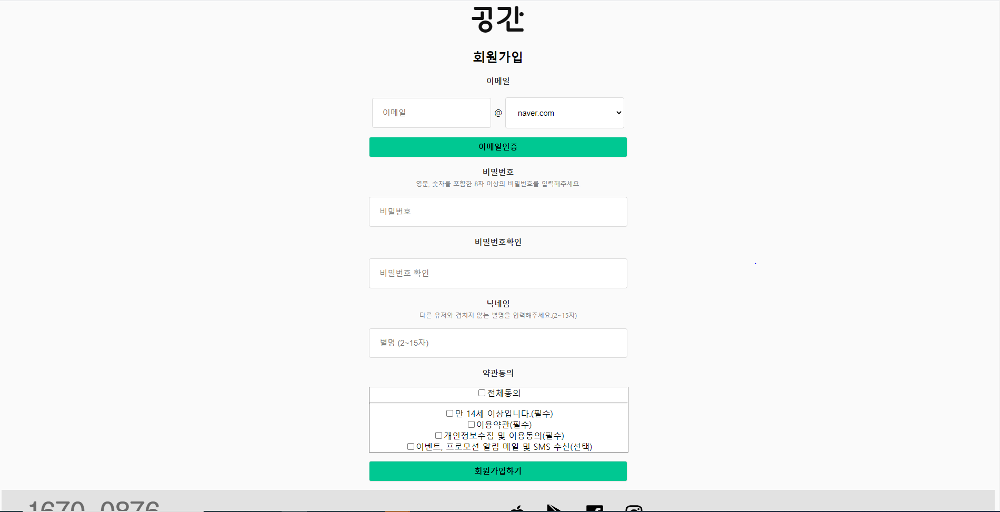 공간
회원가입
이메일
이메일 @ naver.com
이메일인증
비밀번호
영문, 숫자를 포함한 8자 이상의 비밀번호를 입력해주세요.
비밀번호
비밀번호확인
비밀번호 확인
닉네임
다른 유저와 겹치지 않는 별명을 입력해주세요.(2~15자)
별명 (2~15자)
약관동의
전체동의
만 14세 이상입니다.(필수)
이용약관(필수)
개인정보수집 및 이용동의(필수)
이벤트, 프로모션 알림 메일 및 SMS 수신(선택)
회원가입하기
1670 0876